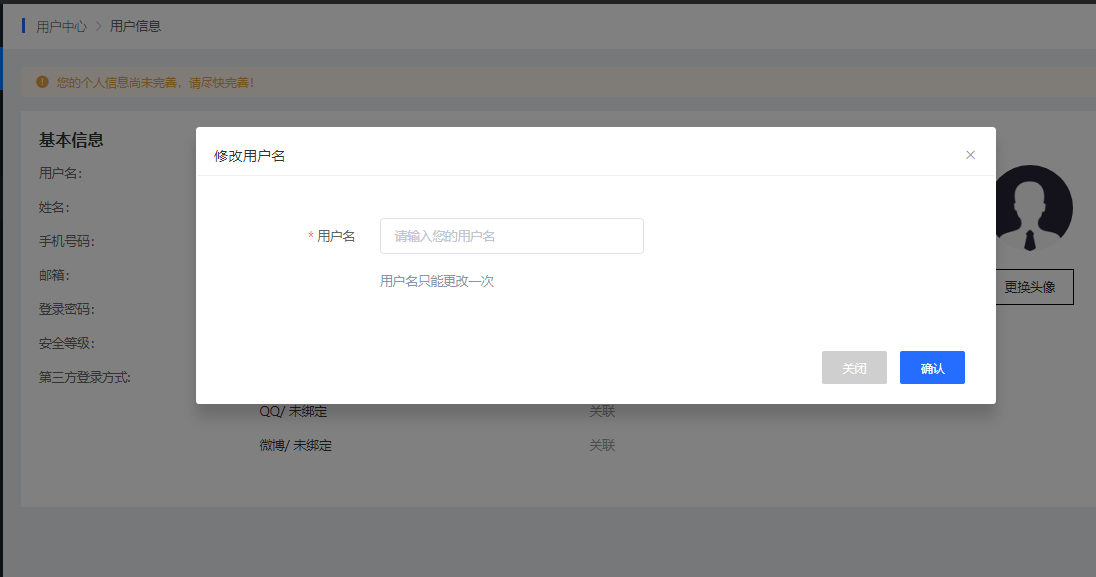 用户中心 > 用户信息
您的个人信息尚未完善，请尽快完善！
基本信息
用户名：
姓名：
手机号码：
邮箱：
登录密码：
安全等级：
第三方登录方式：
修改用户名
* 用户名 请输入您的用户名
用户名只能更改一次
关闭 确认
更换头像
QQ/ 未绑定 关联
微博/ 未绑定 关联